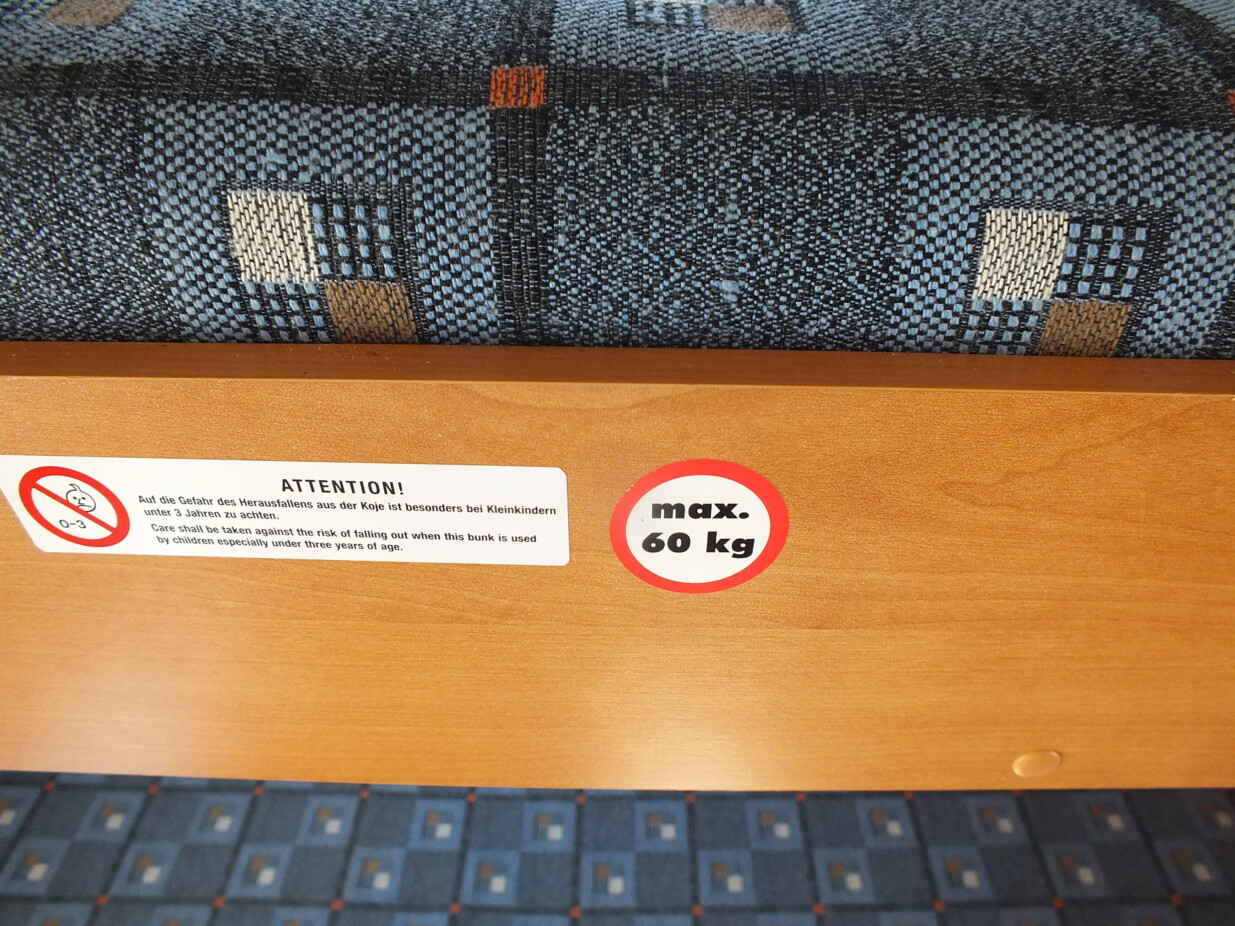 ATTENTION!
Auf die Gefahr des Herausfallens aus der Koje ist besonders bei Kleinkindern
unter 3 Jahren zu achten.
Care shall be taken against the risk of falling out when this bunk is used
by children especially under three years of age.
0-3
max.
60 kg